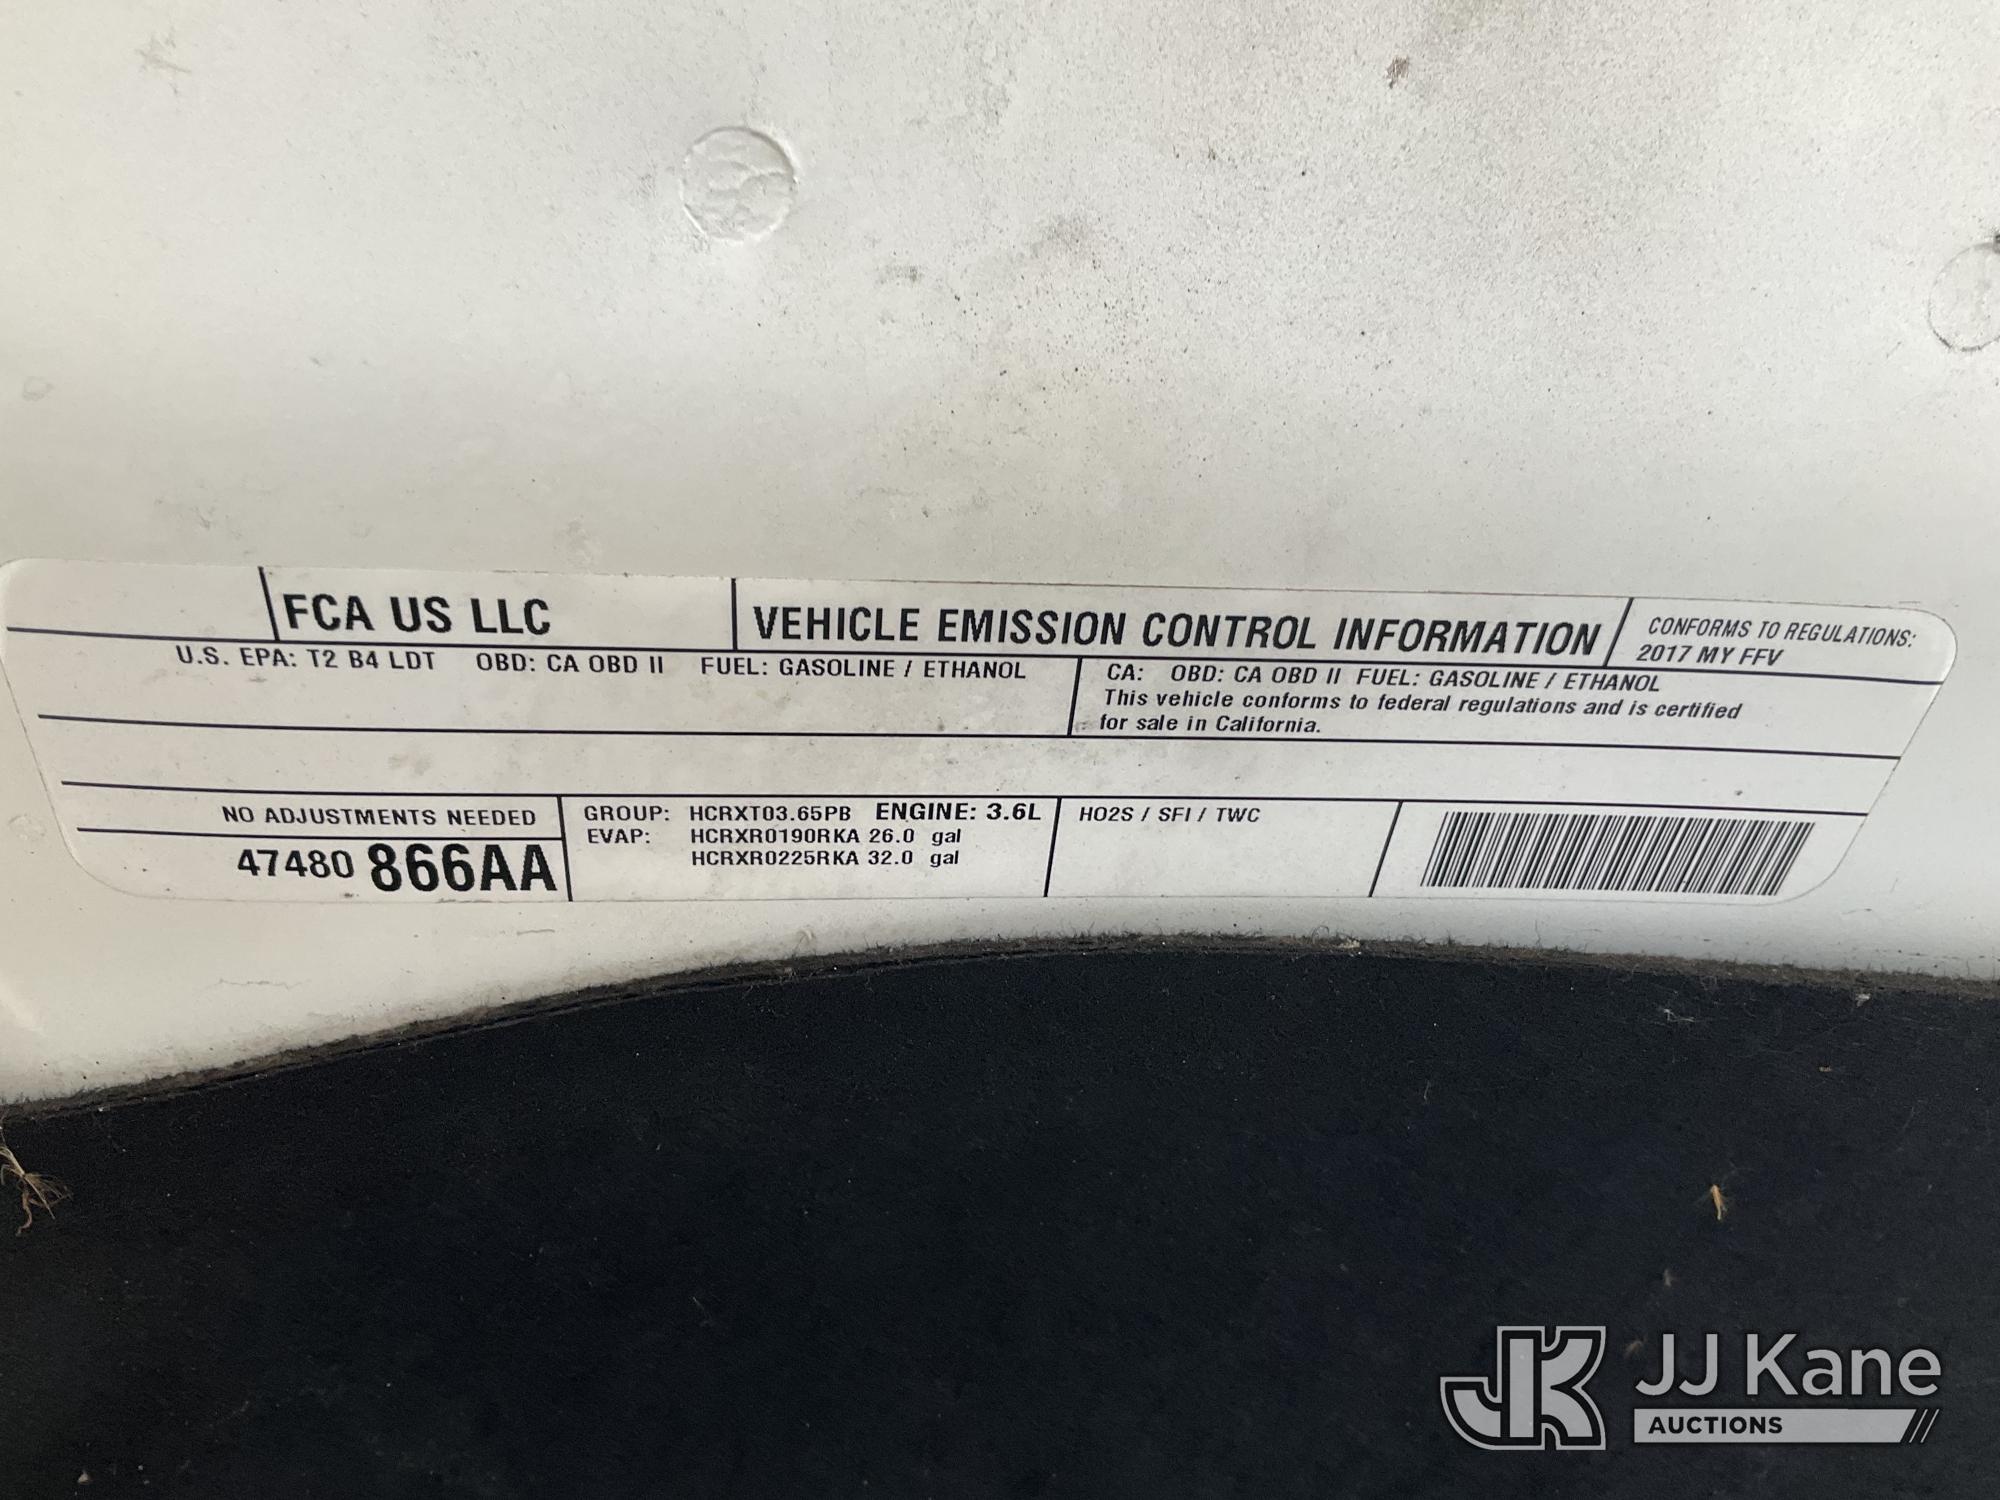 FCA US LLC
VEHICLE EMISSION CONTROL INFORMATION
CONFORMS TO REGULATIONS:
2017 MY FFV
U.S. EPA: T2 B4 LDT OBD: CA OBD II FUEL: GASOLINE / ETHANOL
CA: OBD: CA OBD II FUEL: GASOLINE / ETHANOL
This vehicle conforms to federal regulations and is certified
for sale in California.
NO ADJUSTMENTS NEEDED
47480 866AA
GROUP: HCRXT03.65PB ENGINE: 3.6L
EVAP: HCRXR0190RKA 26.0 gal
HCRXR0225RKA 32.0 gal
HO2S / SFI / TWC
JK JJ Kane
AUCTIONS